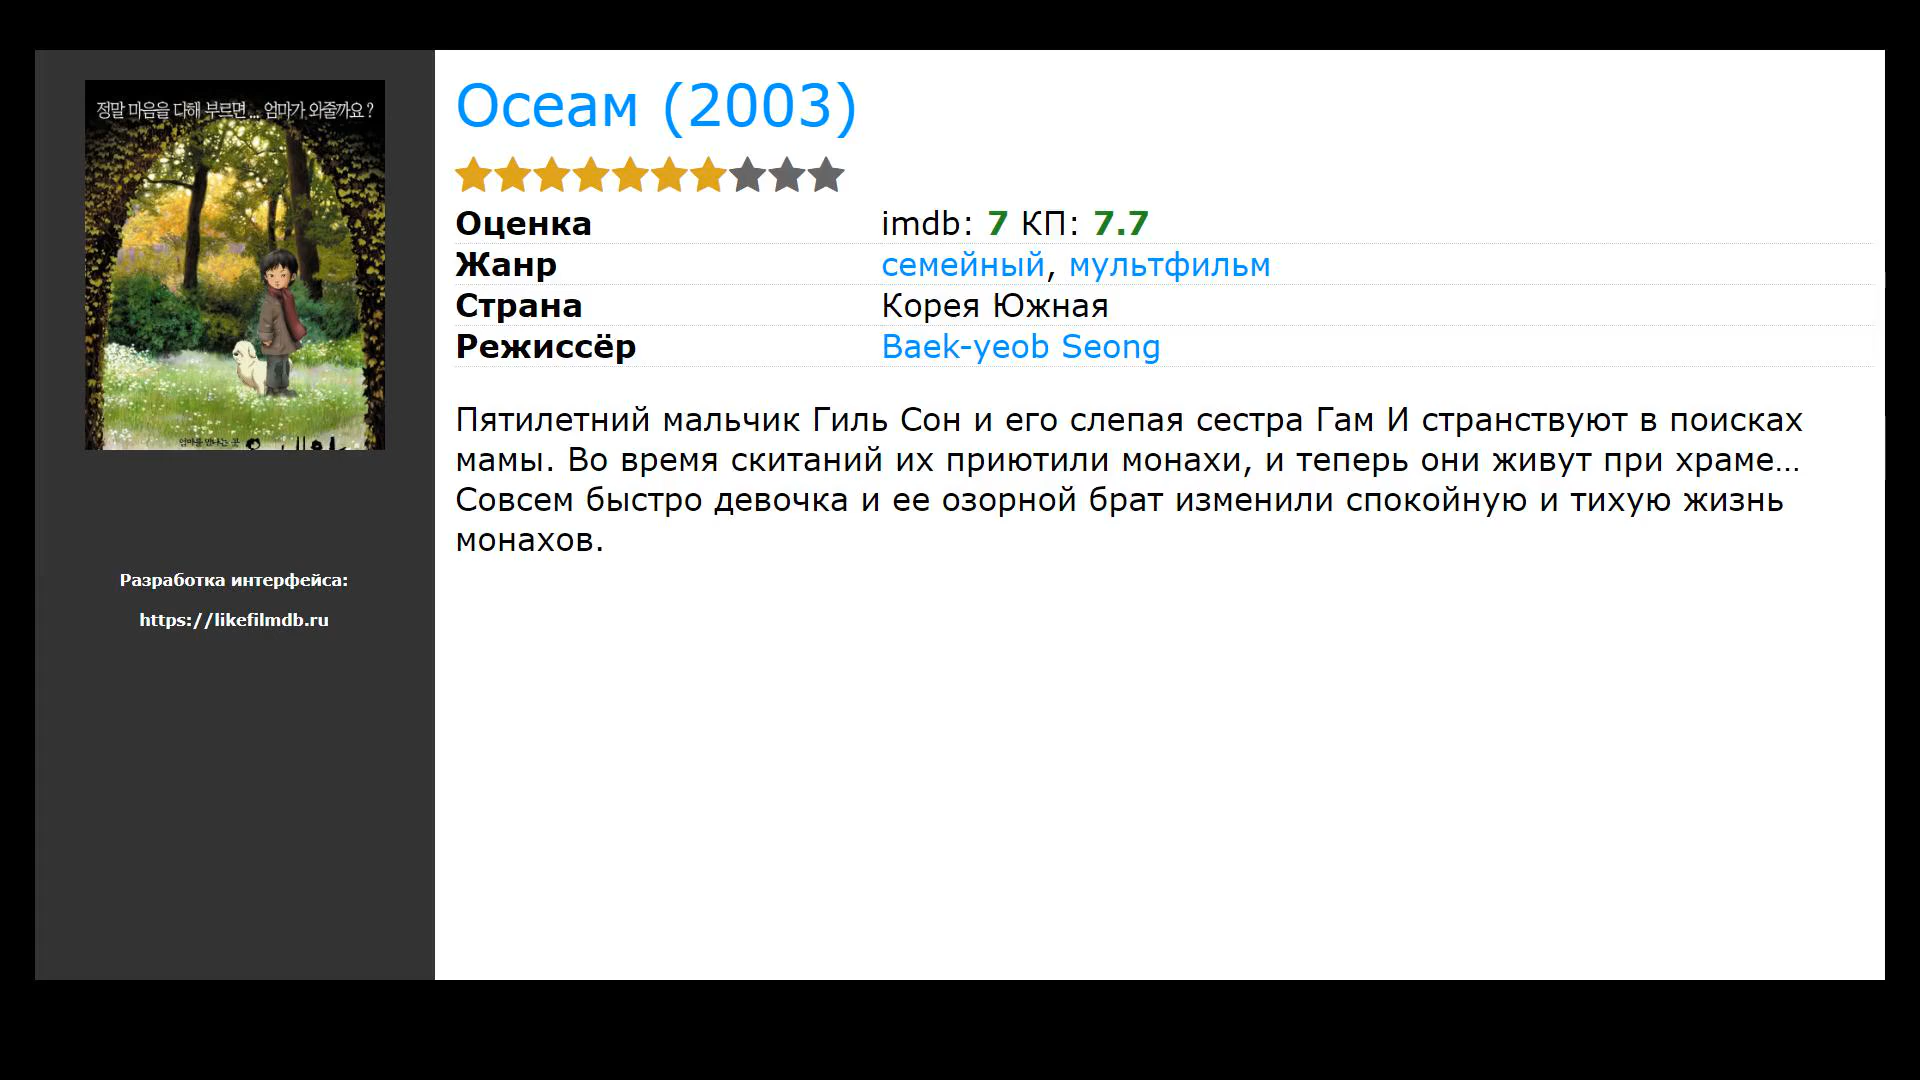 정말 마음을 다해 부르면... 엄마가 와줄까요?
Осеам (2003)
Оценка imdb: 7 КП: 7.7
Жанр семейный, мультфильм
Страна Корея Южная
Режиссёр Baek-yeob Seong
Пятилетний мальчик Гиль Сон и его слепая сестра Гам И странствуют в поисках
мамы. Во время скитаний их приютили монахи, и теперь они живут при храме...
Совсем быстро девочка и ее озорной брат изменили спокойную и тихую жизнь
монахов.
Разработка интерфейса:
https://likefilmdb.ru